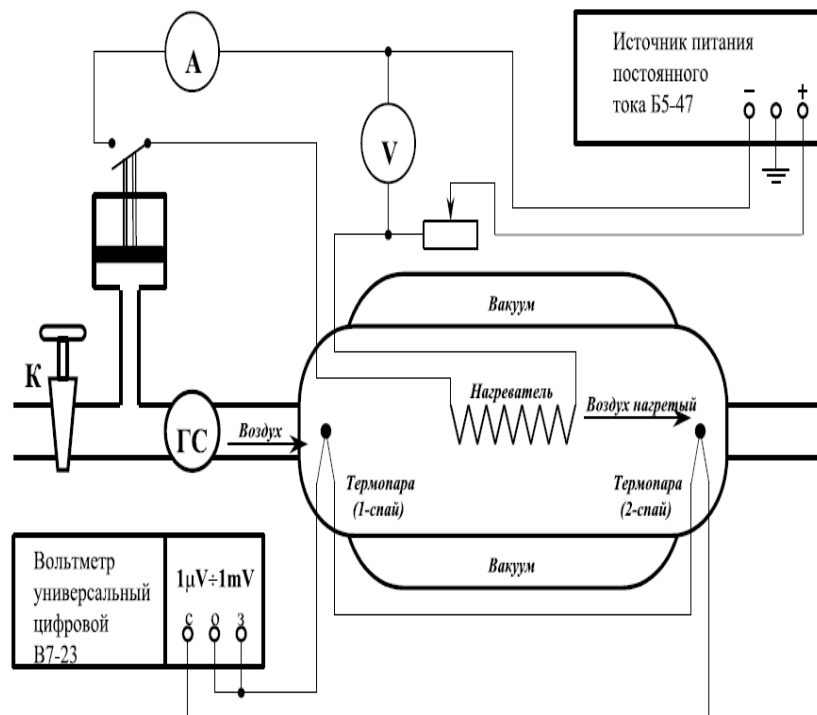 Источник питания
постоянного
тока Б5-47
− +
A
V
Вакуум
К
Нагреватель
Воздух нагретый
ГС
Воздух
Термопара
(1-спай)
Термопара
(2-спай)
Вакуум
Вольтметр
универсальный
цифровой
В7-23
1μV÷1mV
с о з